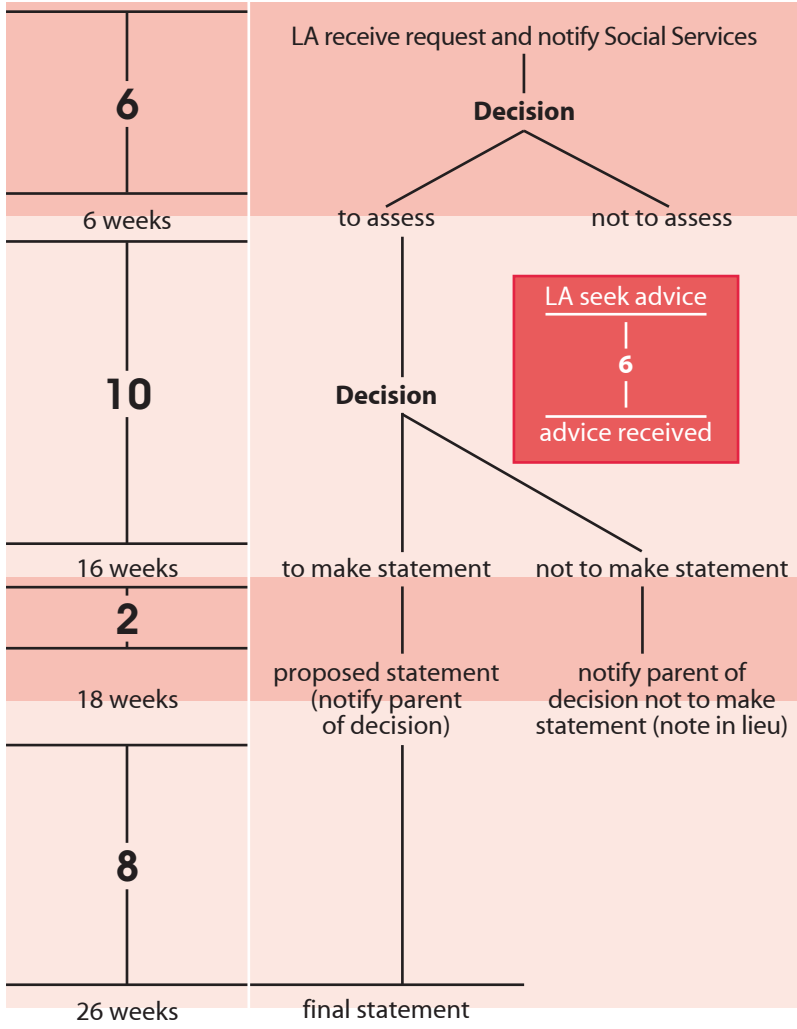 LA receive request and notify Social Services
6
Decision
6 weeks
to assess
not to assess
LA seek advice
6
advice received
10
Decision
16 weeks
to make statement
not to make statement
2
18 weeks
proposed statement
(notify parent
of decision)
notify parent of
decision not to make
statement (note in lieu)
8
26 weeks
final statement